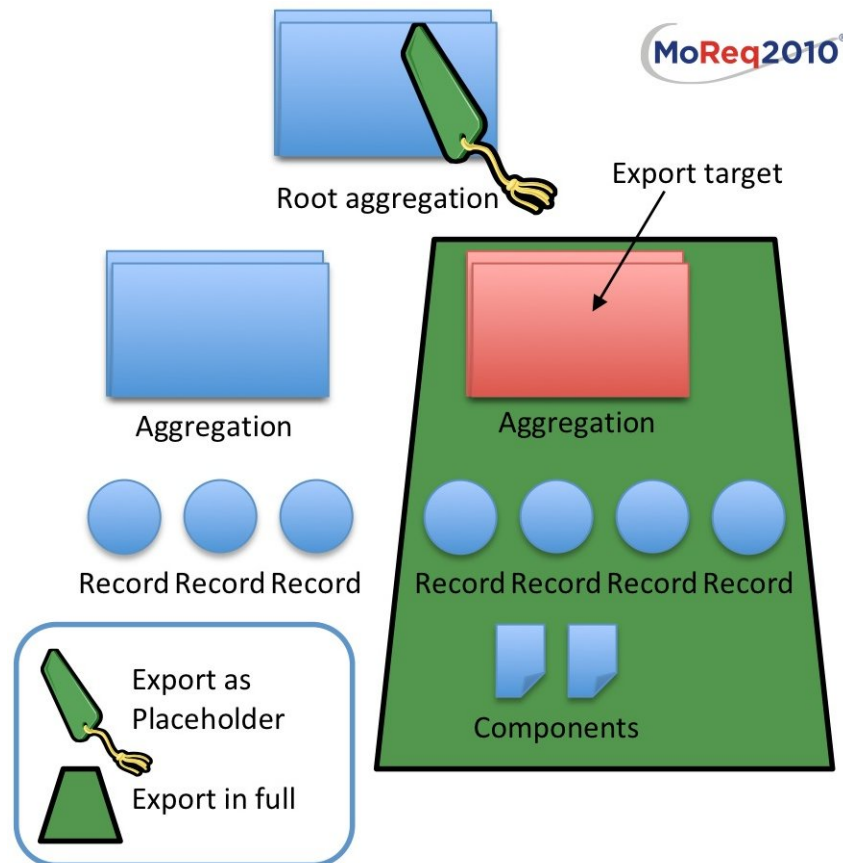 MoReq2010®
Root aggregation
Export target
Aggregation
Aggregation
Record Record Record
Record Record Record Record
Components
Export as
Placeholder
Export in full